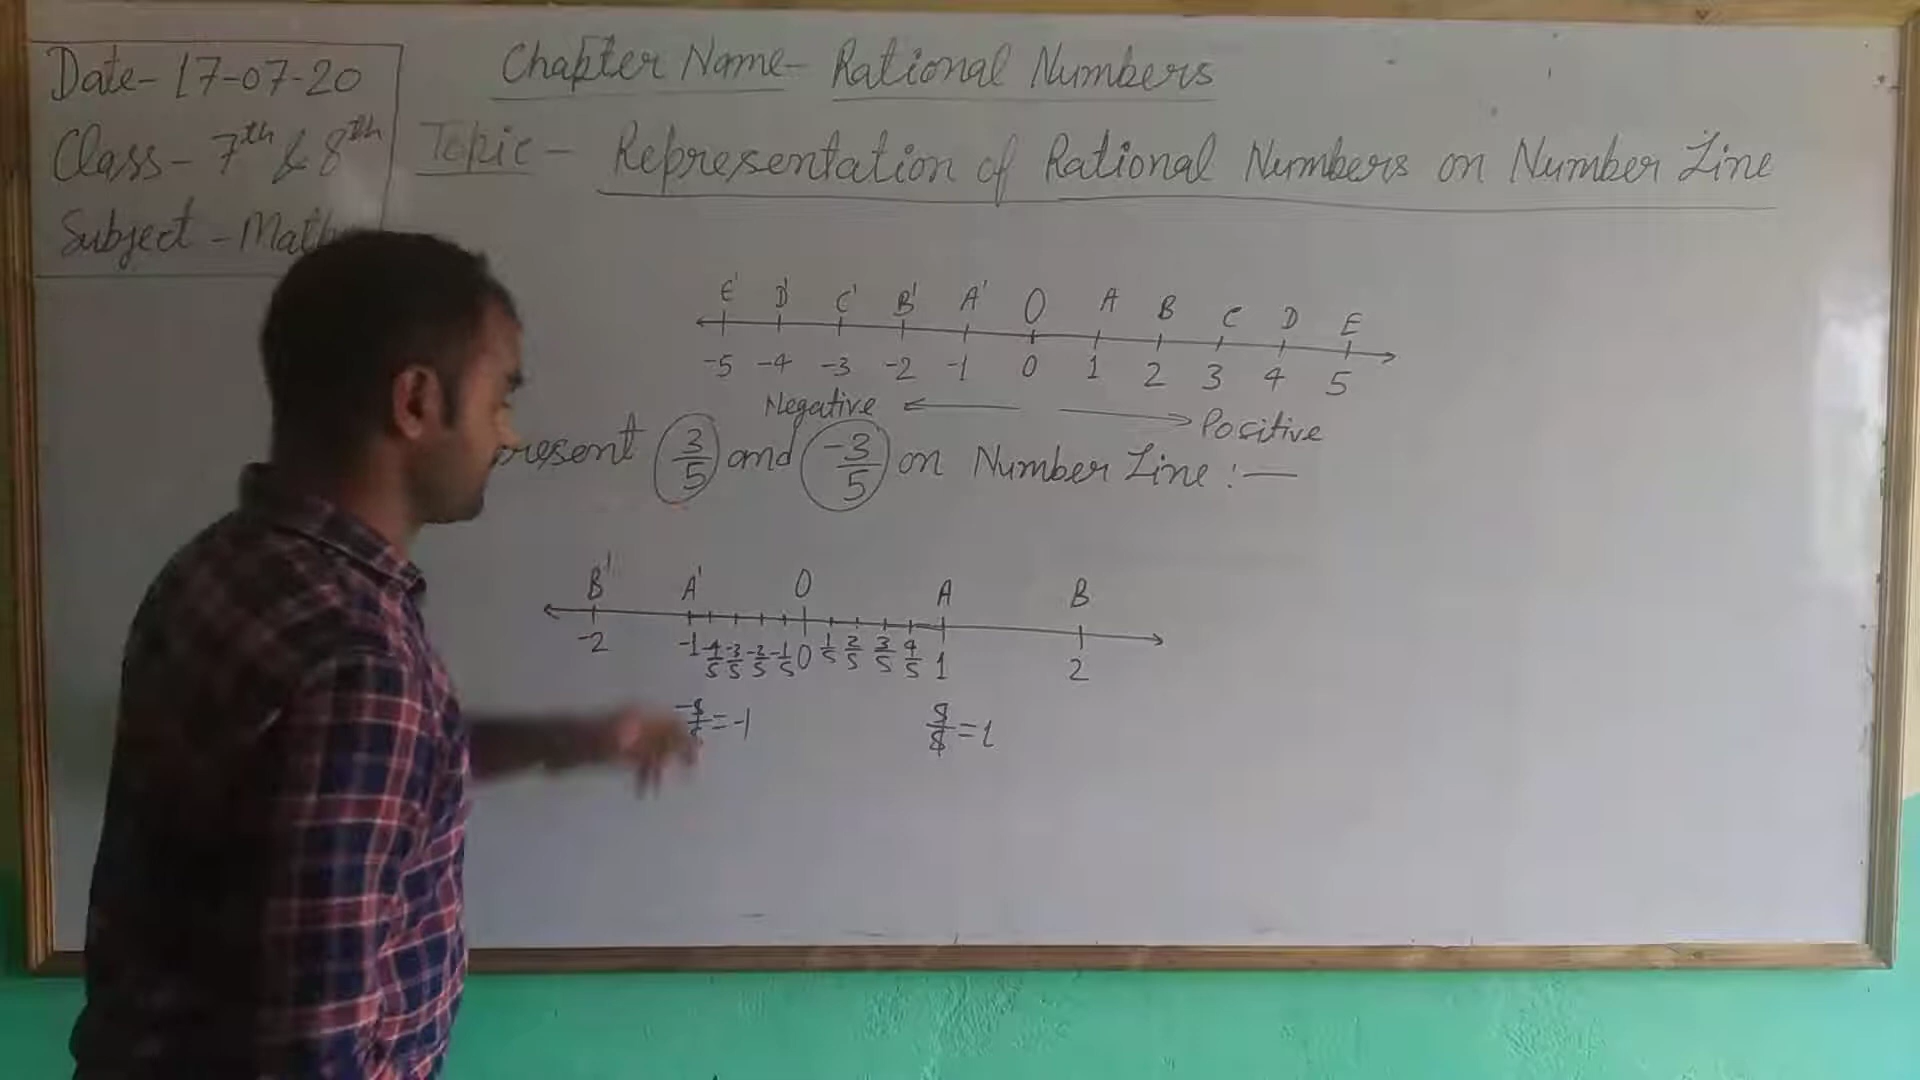 Date- 17-07-20
Class- 7th & 8th
Subject - Math
Chapter Name- Rational Numbers
Topic- Representation of Rational Numbers on Number Line
E' D' C' B' A' O A B C D E
-5 -4 -3 -2 -1 0 1 2 3 4 5
Negative ← → Positive
present 3/5 and -3/5 on Number Line :—
B' A' O A B
-2 -1 -4/5 -3/5 -2/5 -1/5 0 1/5 2/5 3/5 4/5 1 2
-5/5 = -1 5/5 = 1